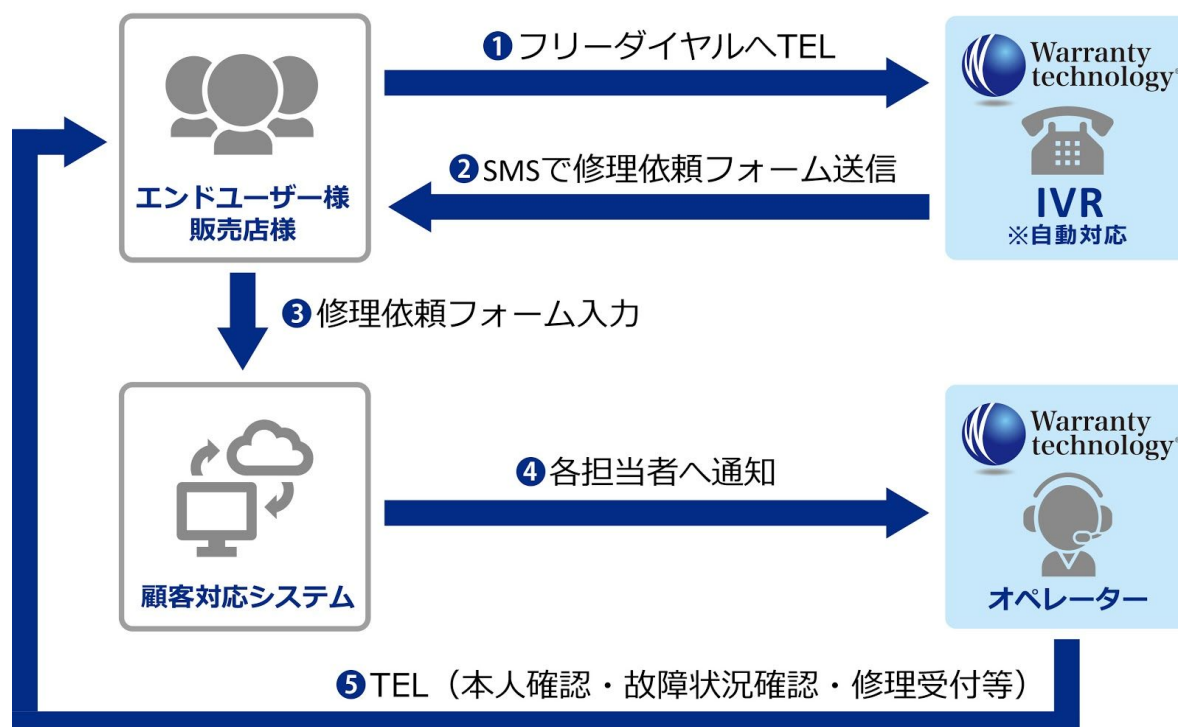 ❶フリーダイヤルへTEL
Warranty
technology®
❷SMSで修理依頼フォーム送信
エンドユーザー様
販売店様
IVR
※自動対応
❸修理依頼フォーム入力
❹各担当者へ通知
Warranty
technology®
顧客対応システム
オペレーター
❺TEL（本人確認・故障状況確認・修理受付等）